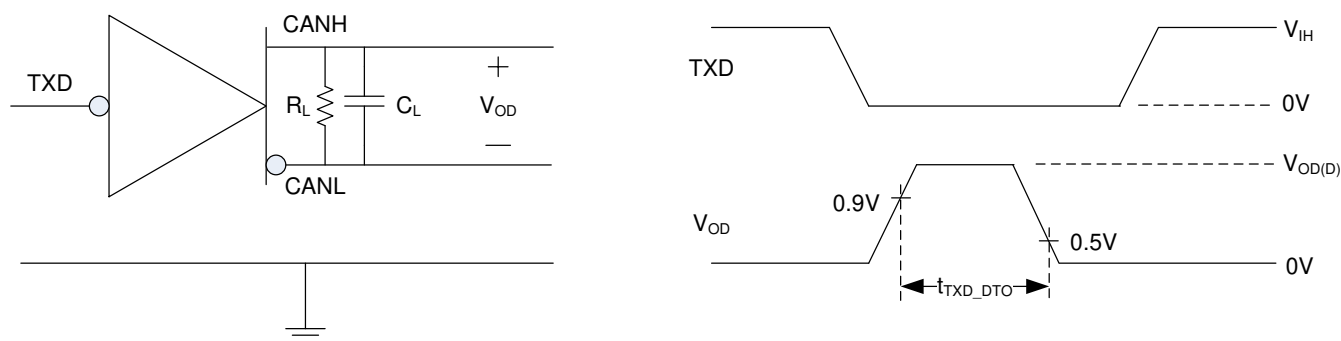 CANH
TXD
R_L
C_L
+
V_OD
—
CANL
TXD
V_IH
0V
V_OD(D)
0.9V
V_OD
0.5V
0V
t_TXD_DTO